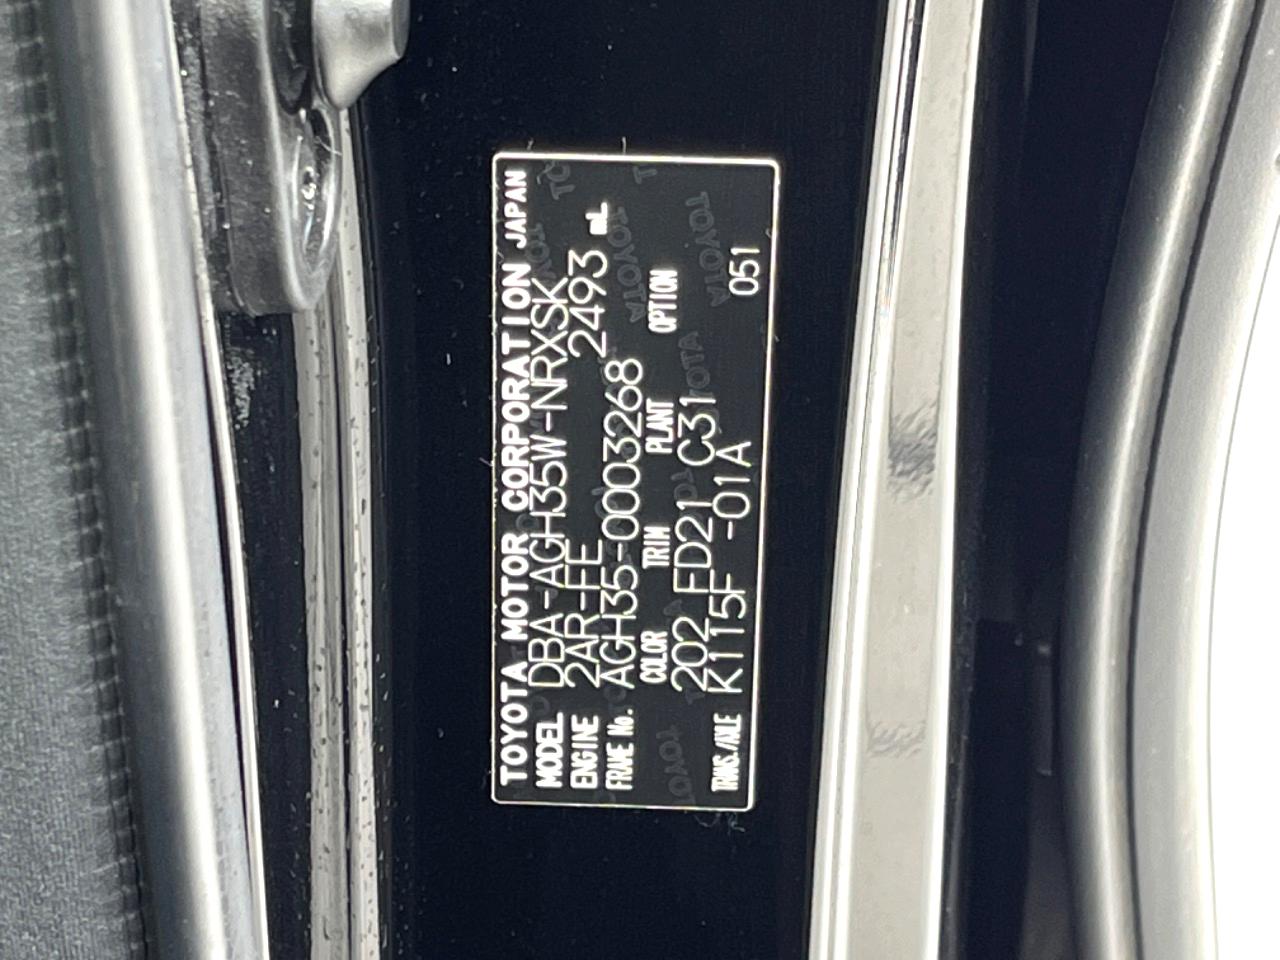 TOYOTA MOTOR CORPORATION JAPAN
MODEL DBA-AGH35W-NRXSK
ENGINE 2AR-FE 2493 mL
FRAME No. AGH35-0003268
COLOR TRIM PLANT OPTION
202 FD21 C31
TRANS./AXLE K115F -01A 051